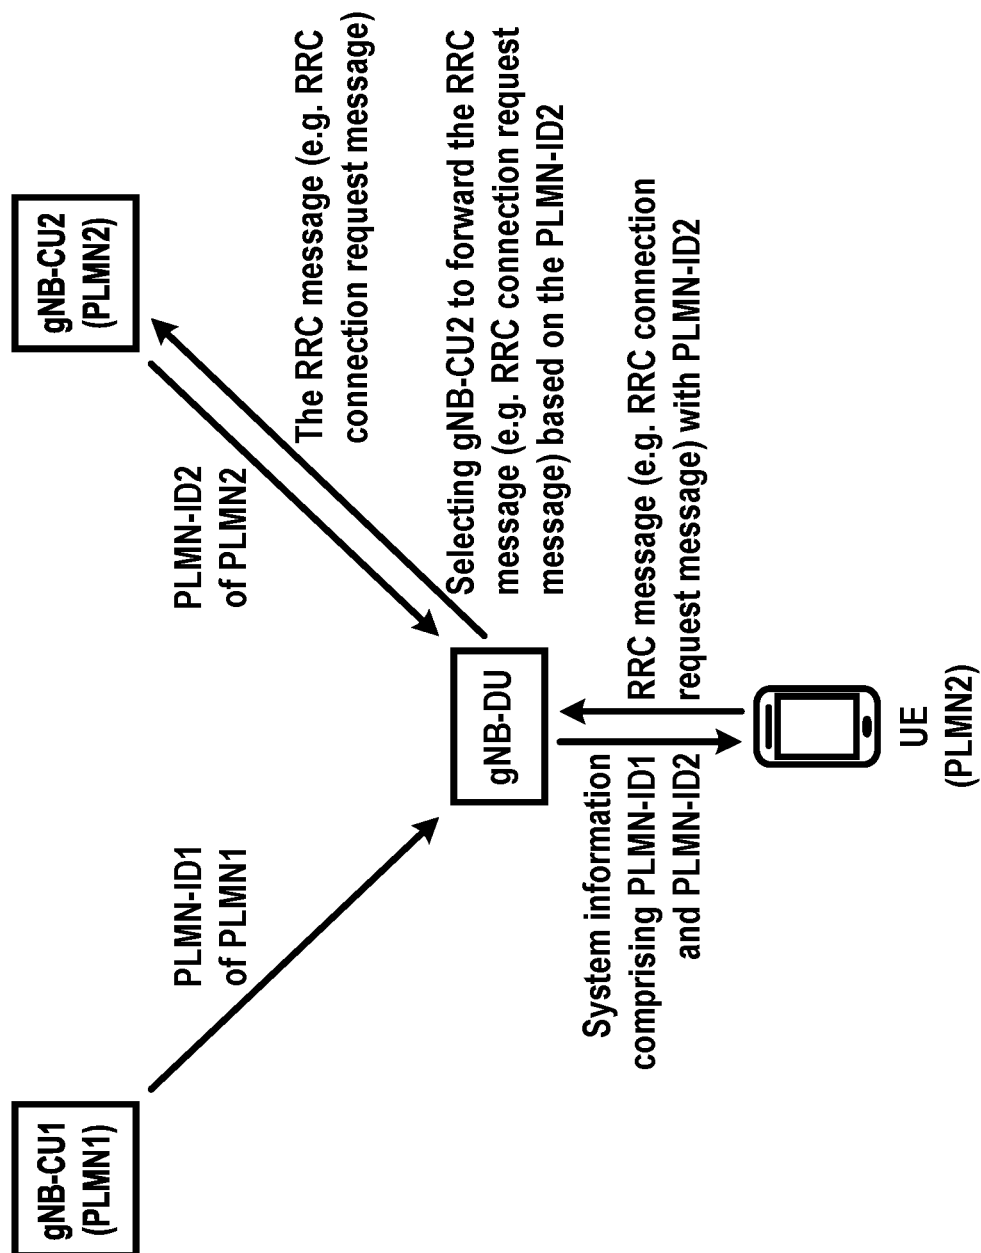 gNB-CU1
(PLMN1)
gNB-CU2
(PLMN2)
PLMN-ID1
of PLMN1
PLMN-ID2
of PLMN2
The RRC message (e.g. RRC
connection request message)
gNB-DU
Selecting gNB-CU2 to forward the RRC
message (e.g. RRC connection request
message) based on the PLMN-ID2
System information
comprising PLMN-ID1
and PLMN-ID2
RRC message (e.g. RRC connection
request message) with PLMN-ID2
UE
(PLMN2)